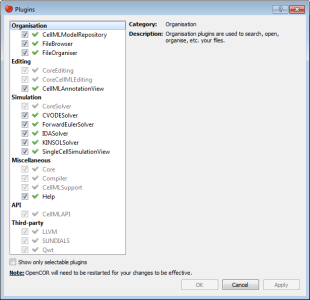 Plugins
Organisation
CellMLModelRepository
FileBrowser
FileOrganiser
Editing
CoreEditing
CoreCellMLEditing
CellMLAnnotationView
Simulation
CoreSolver
CVODESolver
ForwardEulerSolver
IDASolver
KINSOLSolver
SingleCellSimulationView
Miscellaneous
Core
Compiler
CellMLSupport
Help
API
CellMLAPI
Third-party
LLVM
SUNDIALS
Qwt
Category: Organisation
Description: Organisation plugins are used to search, open,
organise, etc. your files.
Show only selectable plugins
Note: OpenCOR will need to be restarted for your changes to be effective.
OK Cancel Apply